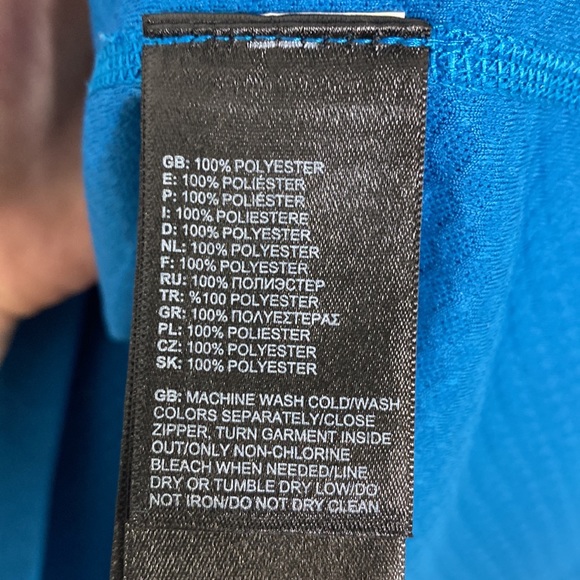 GB: 100% POLYESTER
E: 100% POLIÉSTER
P: 100% POLIÉSTER
I: 100% POLIESTERE
D: 100% POLYESTER
NL: 100% POLYESTER
F: 100% POLYESTER
RU: 100% ПОЛИЭСТЕР
TR: %100 POLYESTER
GR: 100% ΠΟΛΥΕΣΤΕΡΑΣ
PL: 100% POLIESTER
CZ: 100% POLYESTER
SK: 100% POLYESTER
GB: MACHINE WASH COLD/WASH
COLORS SEPARATELY/CLOSE
ZIPPER, TURN GARMENT INSIDE
OUT/ONLY NON-CHLORINE
BLEACH WHEN NEEDED/LINE
DRY OR TUMBLE DRY LOW/DO
NOT IRON/DO NOT DRY CLEAN